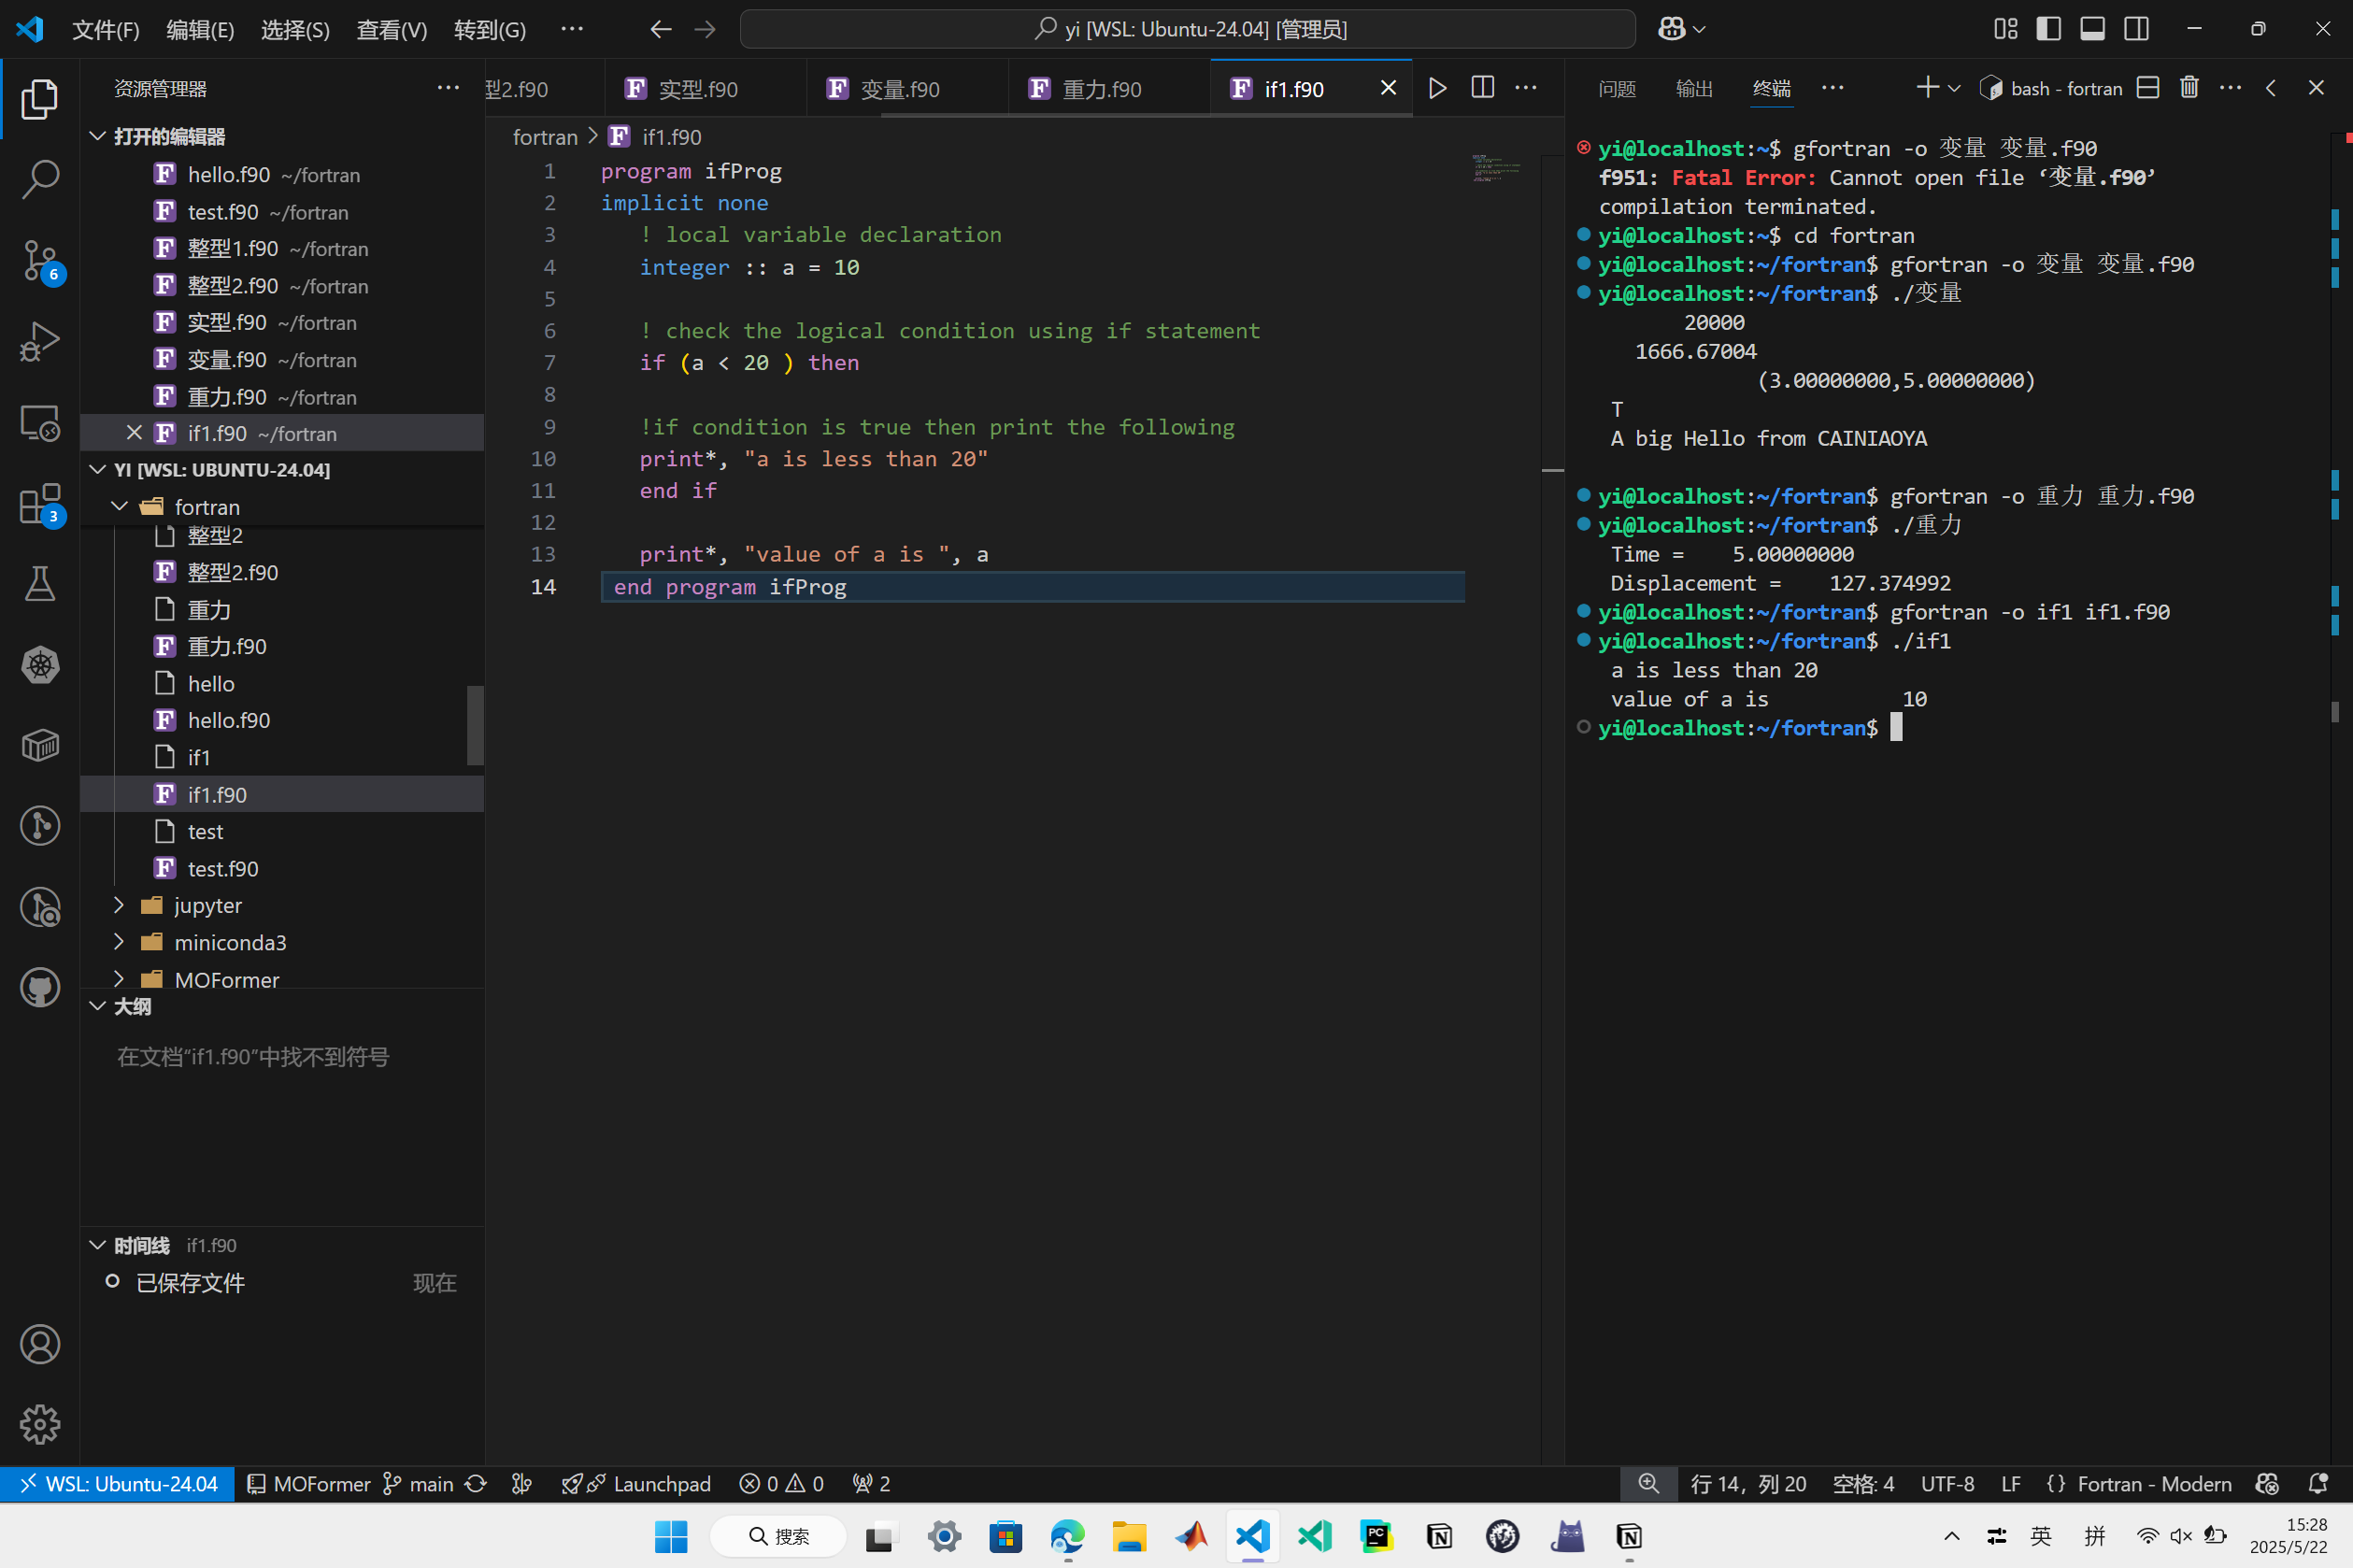 文件(F) 编辑(E) 选择(S) 查看(V) 转到(G) ··· yi [WSL: Ubuntu-24.04] [管理员]
资源管理器
打开的编辑器
hello.f90 ~/fortran
test.f90 ~/fortran
整型1.f90 ~/fortran
整型2.f90 ~/fortran
实型.f90 ~/fortran
变量.f90 ~/fortran
重力.f90 ~/fortran
if1.f90 ~/fortran
YI [WSL: UBUNTU-24.04]
fortran
整型2
整型2.f90
重力
重力.f90
hello
hello.f90
if1
if1.f90
test
test.f90
jupyter
miniconda3
MOFormer
大纲
在文档“if1.f90”中找不到符号
时间线 if1.f90
已保存文件 现在
6
3
型2.f90 实型.f90 变量.f90 重力.f90 if1.f90
fortran > if1.f90
1 program ifProg
2 implicit none
3 ! local variable declaration
4 integer :: a = 10
5
6 ! check the logical condition using if statement
7 if (a < 20 ) then
8
9 !if condition is true then print the following
10 print*, "a is less than 20"
11 end if
12
13 print*, "value of a is ", a
14 end program ifProg
问题 输出 终端 ··· bash - fortran
yi@localhost:~$ gfortran -o 变量 变量.f90
f951: Fatal Error: Cannot open file ‘变量.f90’
compilation terminated.
yi@localhost:~$ cd fortran
yi@localhost:~/fortran$ gfortran -o 变量 变量.f90
yi@localhost:~/fortran$ ./变量
20000
1666.67004
(3.00000000,5.00000000)
T
A big Hello from CAINIAOYA
yi@localhost:~/fortran$ gfortran -o 重力 重力.f90
yi@localhost:~/fortran$ ./重力
Time = 5.00000000
Displacement = 127.374992
yi@localhost:~/fortran$ gfortran -o if1 if1.f90
yi@localhost:~/fortran$ ./if1
a is less than 20
value of a is 10
yi@localhost:~/fortran$
WSL: Ubuntu-24.04 MOFormer main Launchpad 0 0 2 行 14，列 20 空格: 4 UTF-8 LF {} Fortran - Modern
搜索 PC 英 拼 15:28
2025/5/22